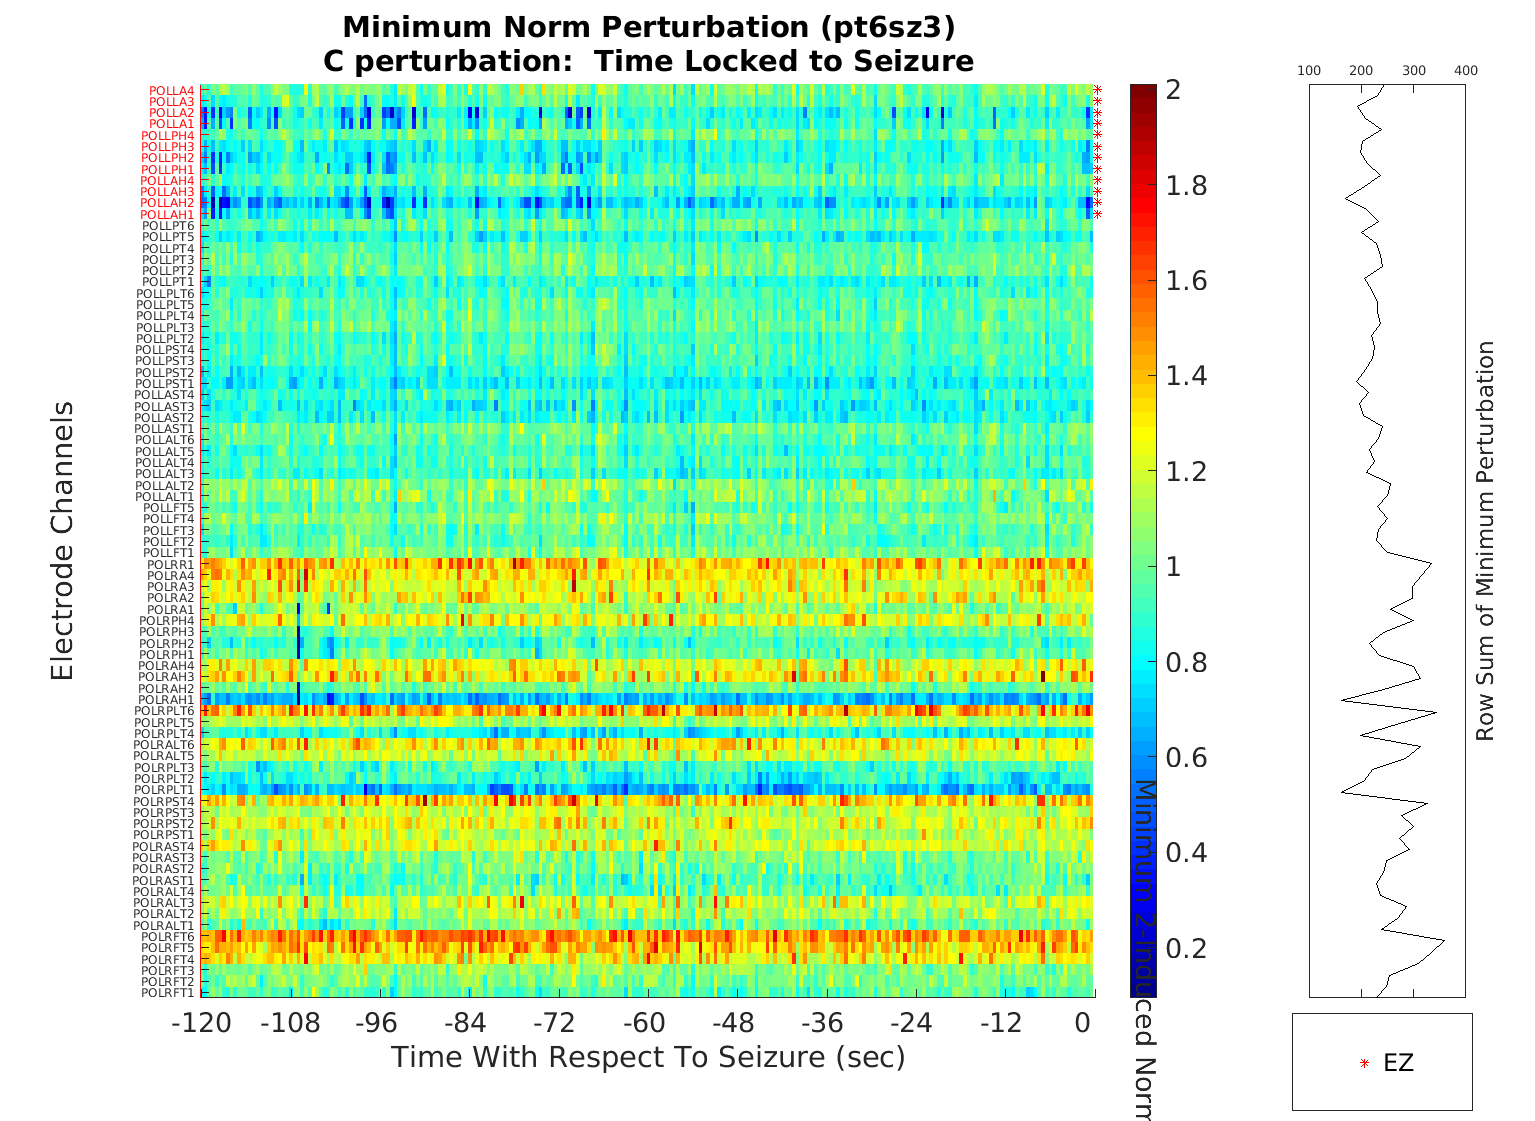 Minimum Norm Perturbation (pt6sz3)
C perturbation:  Time Locked to Seizure
Electrode Channels
POLLA4
POLLA3
POLLA2
POLLA1
POLLPH4
POLLPH3
POLLPH2
POLLPH1
POLLAH4
POLLAH3
POLLAH2
POLLAH1
POLLPT6
POLLPT5
POLLPT4
POLLPT3
POLLPT2
POLLPT1
POLLPLT6
POLLPLT5
POLLPLT4
POLLPLT3
POLLPLT2
POLLPST4
POLLPST3
POLLPST2
POLLPST1
POLLAST4
POLLAST3
POLLAST2
POLLAST1
POLLALT6
POLLALT5
POLLALT4
POLLALT3
POLLALT2
POLLALT1
POLLFT5
POLLFT4
POLLFT3
POLLFT2
POLLFT1
POLRR1
POLRA4
POLRA3
POLRA2
POLRA1
POLRPH4
POLRPH3
POLRPH2
POLRPH1
POLRAH4
POLRAH3
POLRAH2
POLRAH1
POLRPLT6
POLRPLT5
POLRPLT4
POLRALT6
POLRALT5
POLRPLT3
POLRPLT2
POLRPLT1
POLRPST4
POLRPST3
POLRPST2
POLRPST1
POLRAST4
POLRAST3
POLRAST2
POLRAST1
POLRALT4
POLRALT3
POLRALT2
POLRALT1
POLRFT6
POLRFT5
POLRFT4
POLRFT3
POLRFT2
POLRFT1
-120 -108 -96 -84 -72 -60 -48 -36 -24 -12 0
Time With Respect To Seizure (sec)
2
1.8
1.6
1.4
1.2
1
0.8
0.6
0.4
0.2
Minimum 2-Induced Norm
100 200 300 400
Row Sum of Minimum Perturbation
EZ